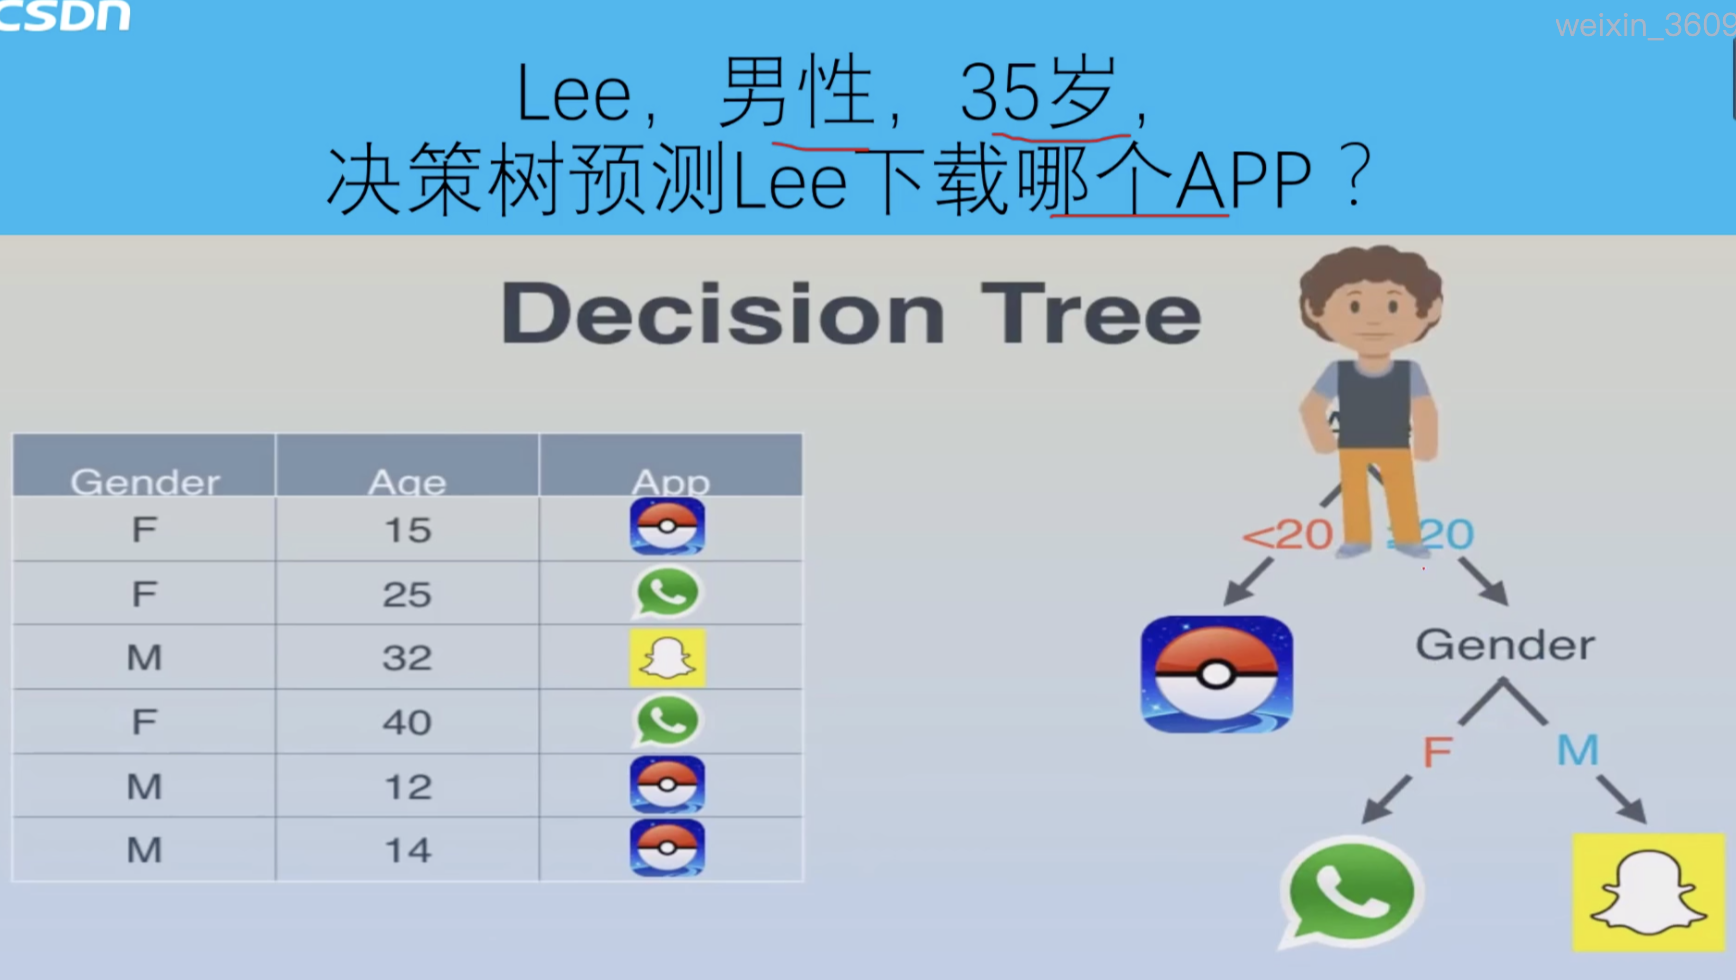 CSDN
weixin_3609
Lee，男性，35岁，
决策树预测Lee下载哪个APP？
Decision Tree
Gender Age App
F 15
F 25
M 32
F 40
M 12
M 14
<20 ≥20
Gender
F M